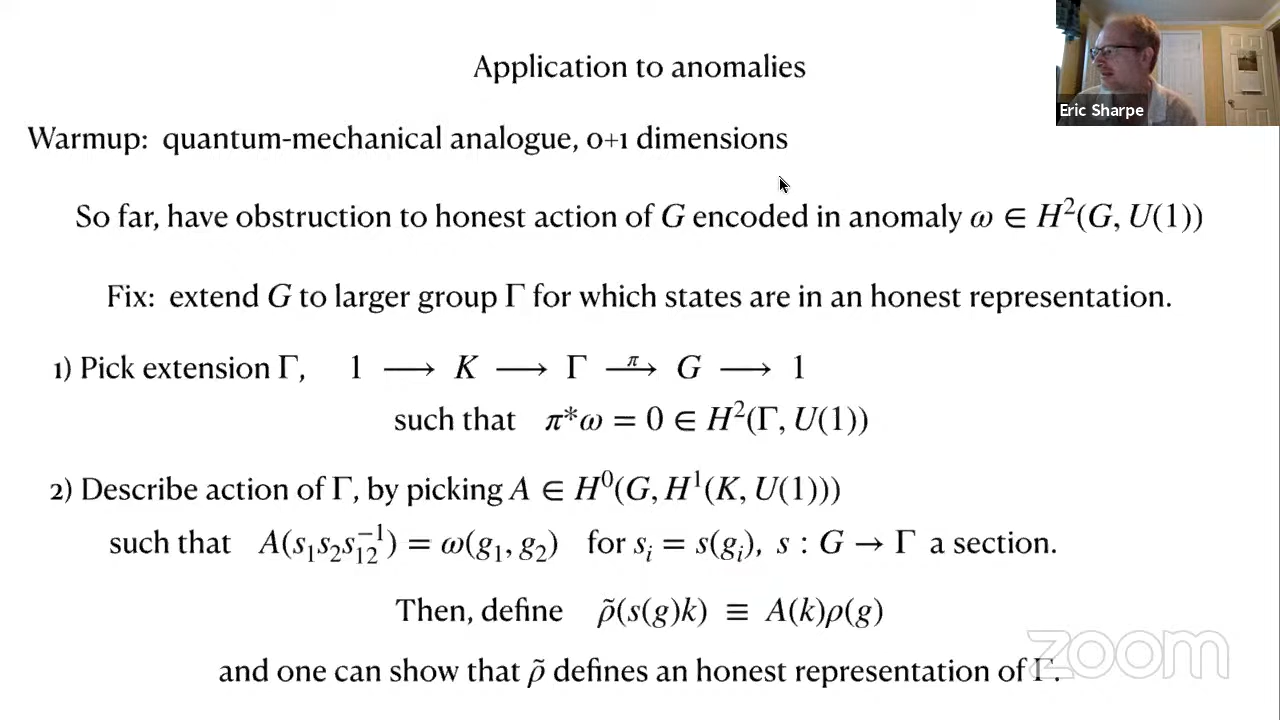 Application to anomalies
Eric Sharpe
Warmup: quantum-mechanical analogue, 0+1 dimensions
So far, have obstruction to honest action of G encoded in anomaly ω ∈ H²(G, U(1))
Fix: extend G to larger group Γ for which states are in an honest representation.
1) Pick extension Γ, 1 ⟶ K ⟶ Γ —π→ G ⟶ 1
such that π*ω = 0 ∈ H²(Γ, U(1))
2) Describe action of Γ, by picking A ∈ H⁰(G, H¹(K, U(1)))
such that A(s₁s₂s₁₂⁻¹) = ω(g₁, g₂) for sᵢ = s(gᵢ), s : G → Γ a section.
Then, define ρ̃(s(g)k) ≡ A(k)ρ(g)
and one can show that ρ̃ defines an honest representation of Γ.
zoom